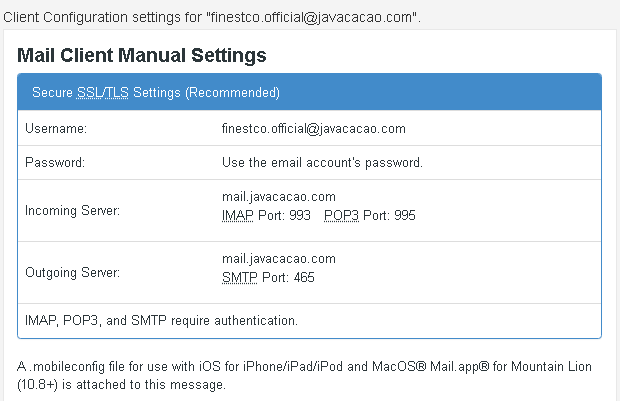 Client Configuration settings for "finestco.official@javacacao.com".
Mail Client Manual Settings
Secure SSL/TLS Settings (Recommended)
Username: finestco.official@javacacao.com
Password: Use the email account's password.
Incoming Server: mail.javacacao.com
IMAP Port: 993 POP3 Port: 995
Outgoing Server: mail.javacacao.com
SMTP Port: 465
IMAP, POP3, and SMTP require authentication.
A .mobileconfig file for use with iOS for iPhone/iPad/iPod and MacOS® Mail.app® for Mountain Lion
(10.8+) is attached to this message.